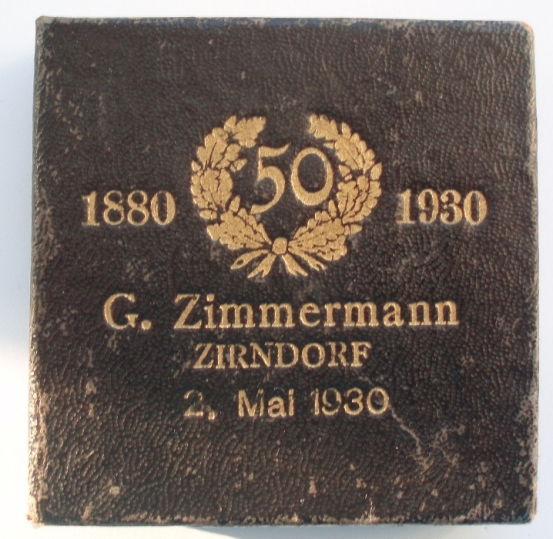 50
1880 1930
G. Zimmermann
ZIRNDORF
2. Mai 1930